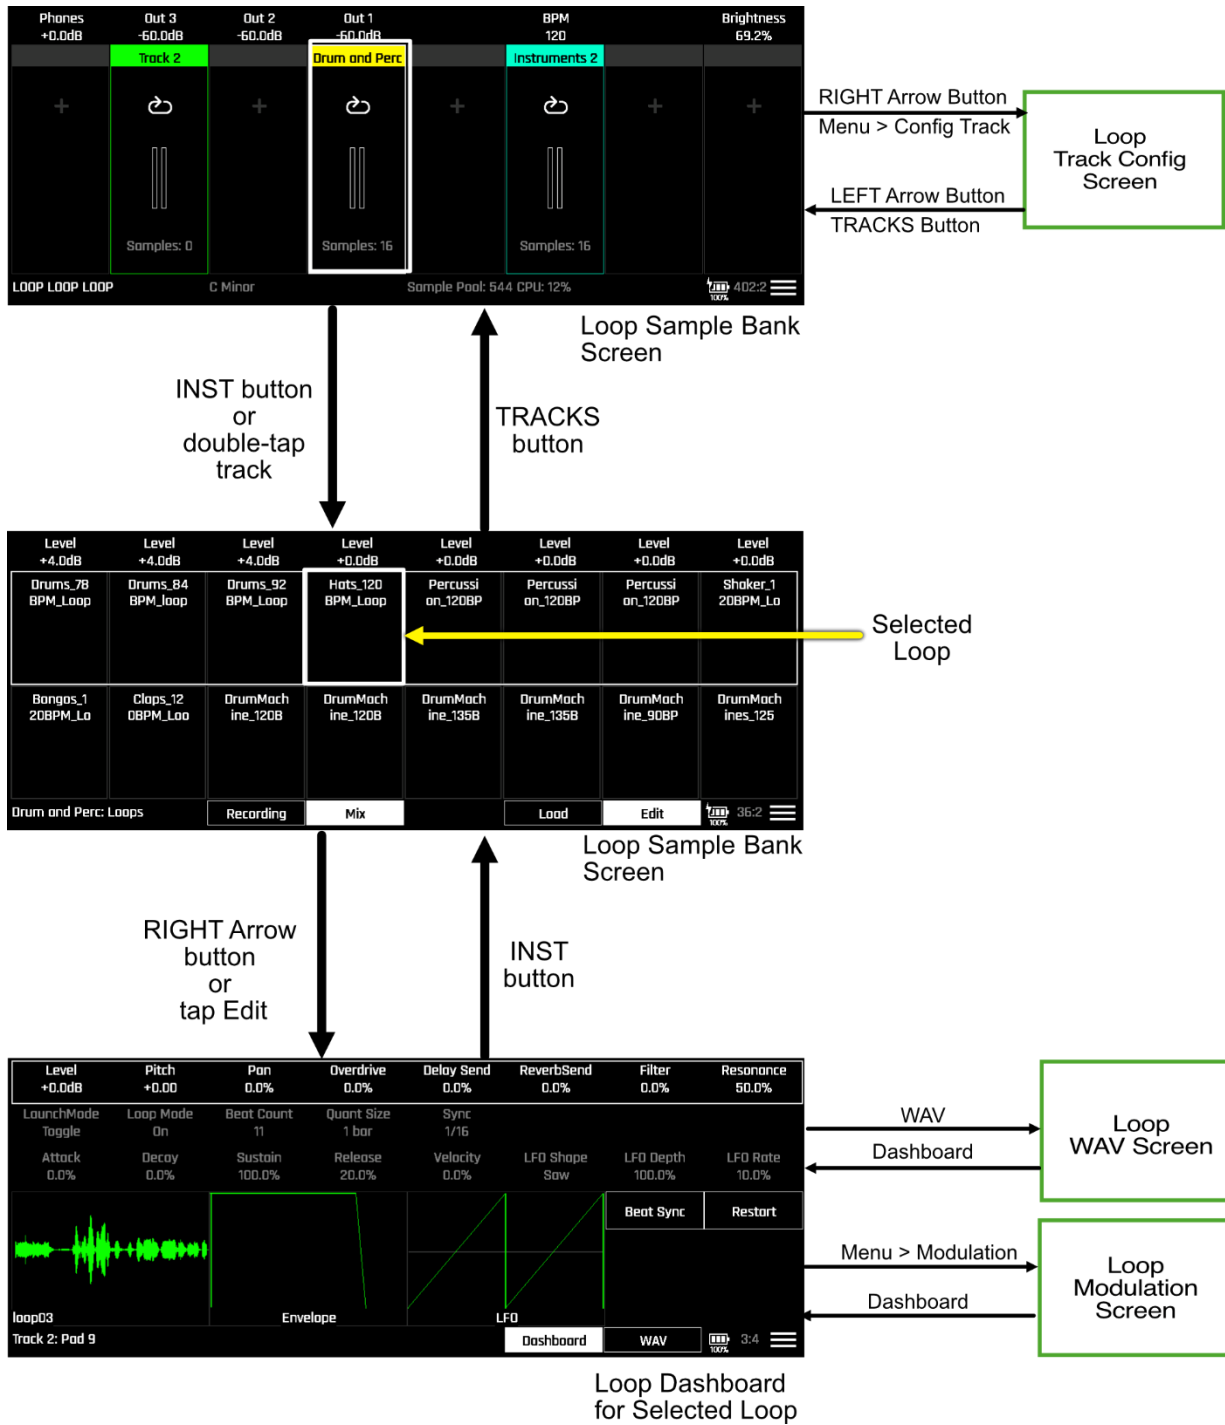 Phones Out 3 Out 2 Out 1 BPM Brightness
+0.0dB -60.0dB -60.0dB -60.0dB 120 69.2%
Track 2 Drum and Perc Instruments 2
+ + + + +
Samples: 0 Samples: 16 Samples: 16
LOOP LOOP LOOP C Minor Sample Pool: 544 CPU: 12% 100% 402:2
RIGHT Arrow Button
Menu > Config Track
LEFT Arrow Button
TRACKS Button
Loop
Track Config
Screen
Loop Sample Bank
Screen
INST button
or
double-tap
track
TRACKS
button
Level Level Level Level Level Level Level Level
+4.0dB +4.0dB +4.0dB +0.0dB +0.0dB +0.0dB +0.0dB +0.0dB
Drums_78 Drums_84 Drums_92 Hats_120 Percussi Percussi Percussi Shaker_1
BPM_Loop BPM_loop BPM_Loop BPM_Loop on_120BP on_120BP on_120BP 20BPM_Lo
Selected
Loop
Bongos_1 Claps_12 DrumMach DrumMach DrumMach DrumMach DrumMach DrumMach
20BPM_Lo 0BPM_Loo ine_120B ine_120B ine_135B ine_135B ine_90BP ines_125
Drum and Perc: Loops Recording Mix Load Edit 100% 36:2
Loop Sample Bank
Screen
RIGHT Arrow
button
or
tap Edit
INST
button
Level Pitch Pan Overdrive Delay Send ReverbSend Filter Resonance
+0.0dB +0.00 0.0% 0.0% 0.0% 0.0% 0.0% 50.0%
LaunchMode Loop Mode Beat Count Quant Size Sync
Toggle On 11 1 bar 1/16
Attack Decay Sustain Release Velocity LFO Shape LFO Depth LFO Rate
0.0% 0.0% 100.0% 20.0% 0.0% Saw 100.0% 10.0%
Beat Sync Restart
loop03 Envelope LFO
Track 2: Pad 9 Dashboard WAV 100% 3:4
WAV
Dashboard
Loop
WAV Screen
Menu > Modulation
Dashboard
Loop
Modulation
Screen
Loop Dashboard
for Selected Loop